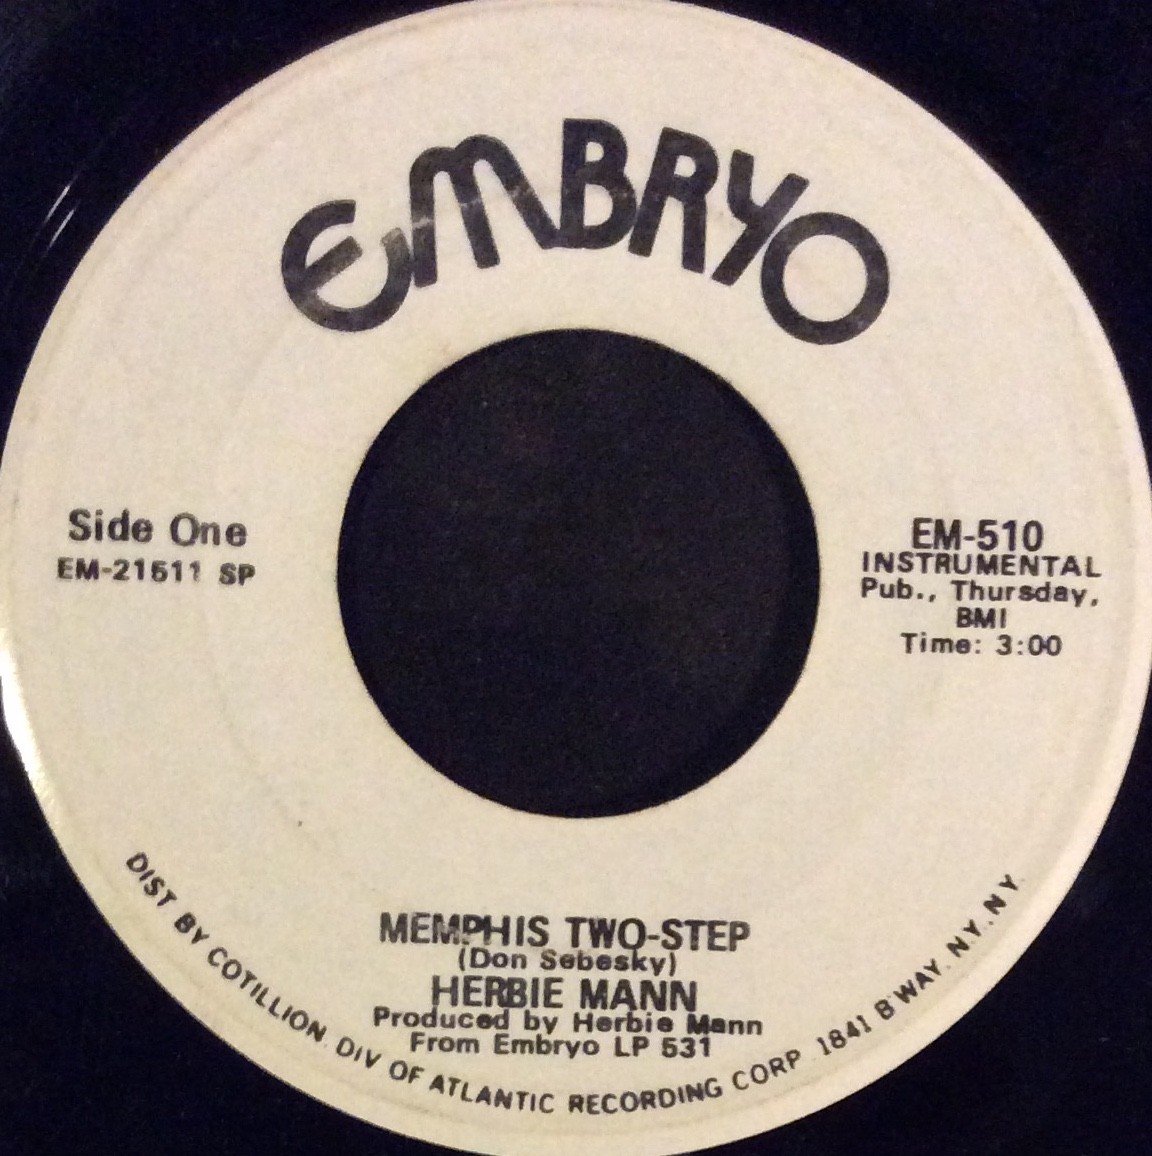 EMBRYO
Side One
EM-21611 SP
EM-510
INSTRUMENTAL
Pub., Thursday,
BMI
Time: 3:00
MEMPHIS TWO-STEP
(Don Sebesky)
HERBIE MANN
Produced by Herbie Mann
From Embryo LP 531
DIST BY COTILLION. DIV OF ATLANTIC RECORDING CORP 1841 B'WAY. N.Y. N.Y.